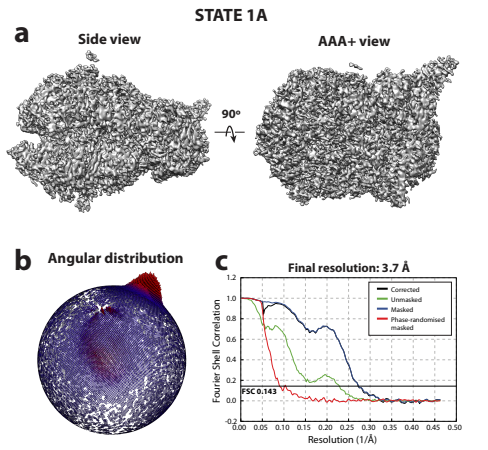 STATE 1A
a
Side view
AAA+ view
90º
b
Angular distribution
c
Final resolution: 3.7 Å
Fourier Shell Correlation
1.2
1.0
0.8
0.6
0.4
0.2
0.0
-0.2
Corrected
Unmasked
Masked
Phase-randomised
masked
FSC 0.143
0.00 0.05 0.10 0.15 0.20 0.25 0.30 0.35 0.40 0.45 0.50
Resolution (1/Å)